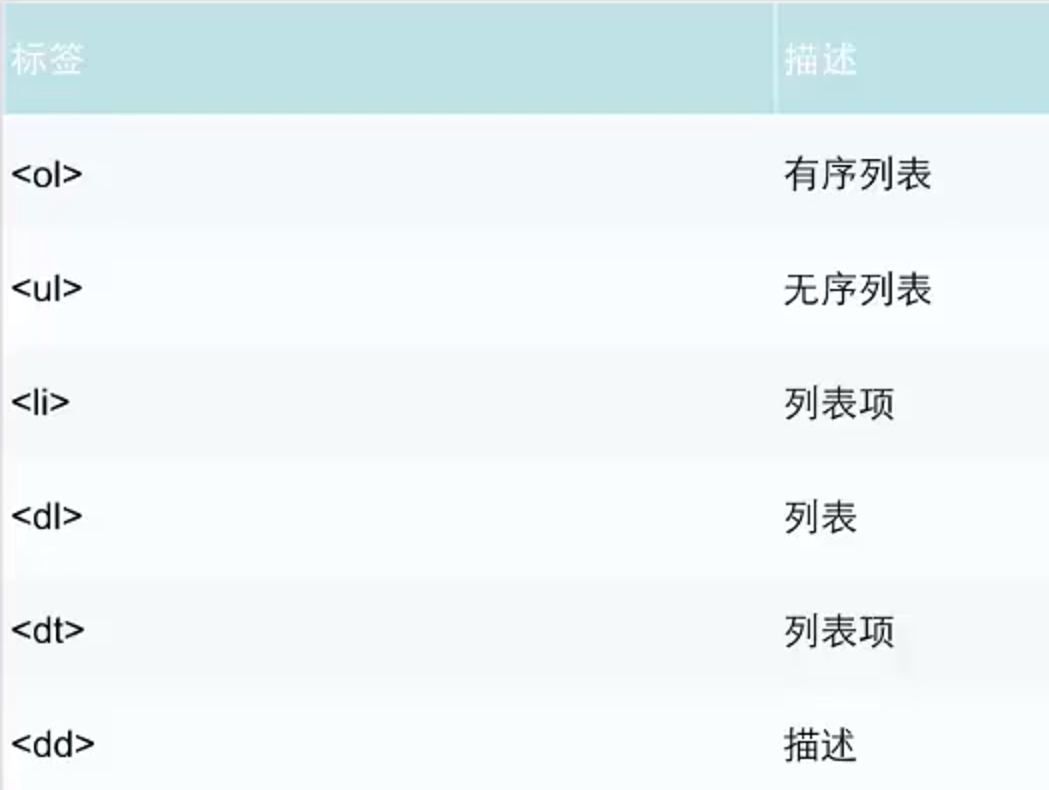 标签 描述
<ol> 有序列表
<ul> 无序列表
<li> 列表项
<dl> 列表
<dt> 列表项
<dd> 描述